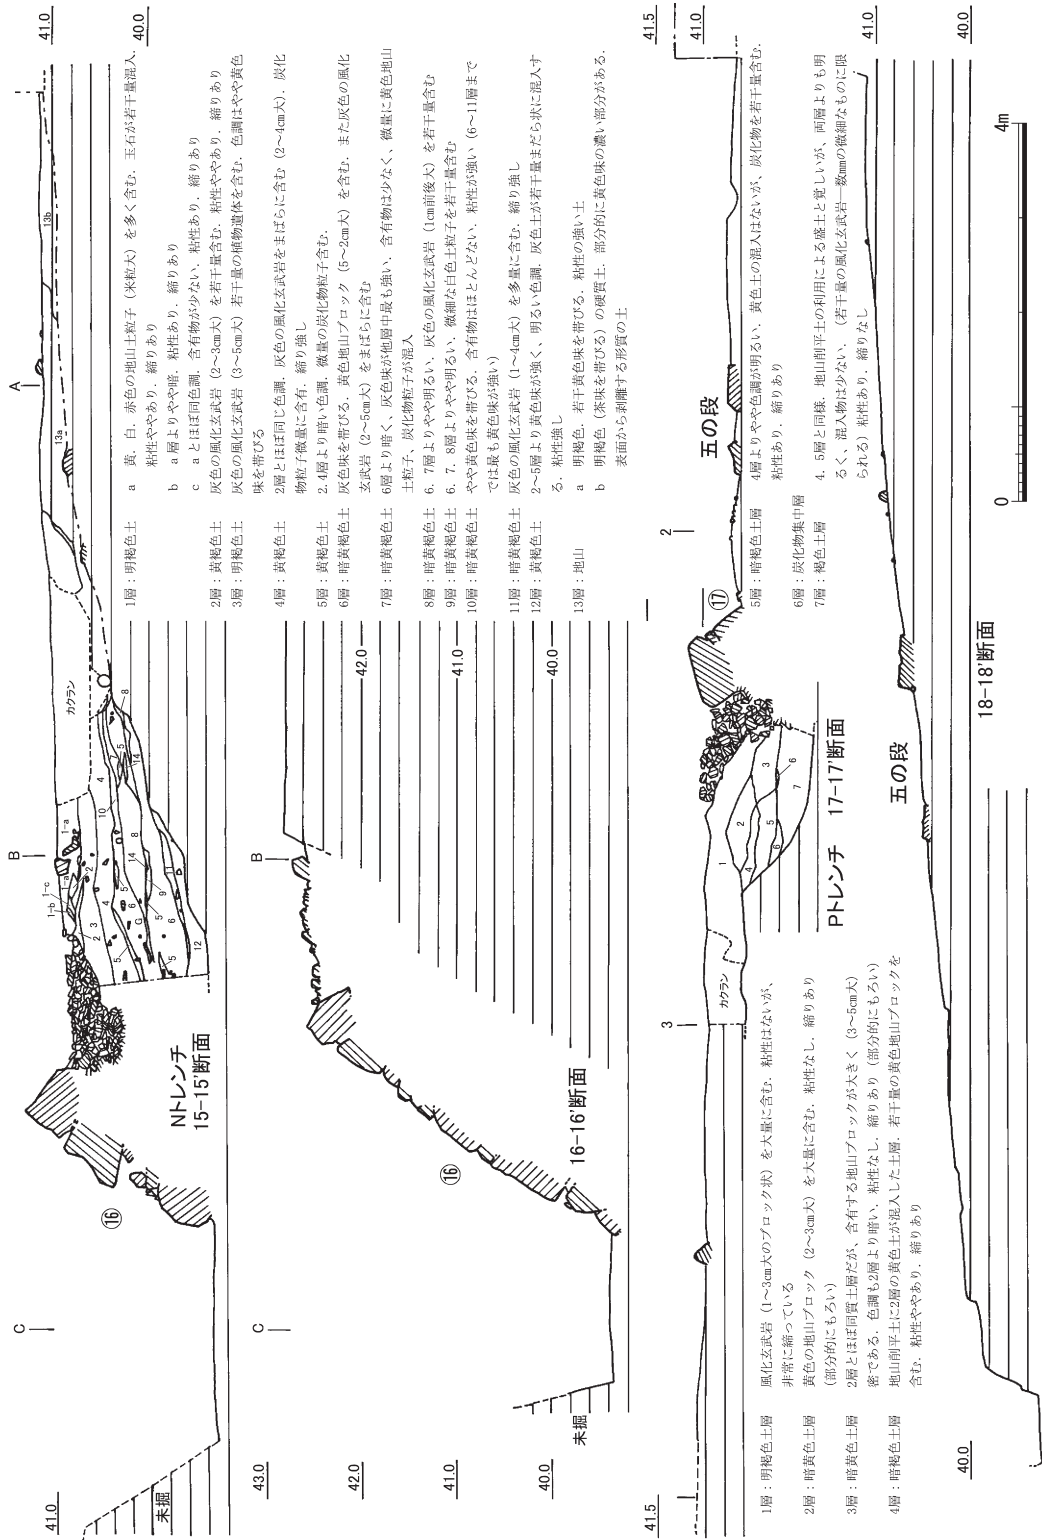 41.0
40.0
A
B
C
13b
13a
カクラン
1-a
1-b
1-c
Nトレンチ
15-15'断面
⑯
未掘
41.0
1層：明褐色土 a 黄、白、赤色の地山土粒子（米粒大）を多く含む。玉石が若干量混入。
粘性ややあり、締りあり
b a層よりやや暗、粘性あり、締りあり
c aとほぼ同色調、含有物が少ない、粘性あり、締りあり
2層：黄褐色土 灰色の風化玄武岩（2〜3cm大）を若干量含む。粘性ややあり、締りあり
3層：明褐色土 灰色の風化玄武岩（3〜5cm大）若干量の植物遺体を含む。色調はやや黄色
味を帯びる
4層：黄褐色土 2層とほぼ同じ色調。灰色の風化玄武岩をまばらに含む（2〜4cm大）。炭化
物粒子微量に含有、締り強し
5層：黄褐色土 2.4層より暗い色調。微量の炭化物粒子含む。
6層：暗黄褐色土 灰色味を帯びる。黄色地山ブロック（5〜2cm大）を含む。また灰色の風化
玄武岩（2〜5cm大）をまばらに含む
7層：暗黄褐色土 6層より暗く、灰色味が他層中最も強い、含有物は少なく、微量に黄色地山
土粒子、炭化物粒子が混入
8層：暗黄褐色土 6．7層よりやや明るい、灰色の風化玄武岩（1cm前後大）を若干量含む
9層：暗黄褐色土 6．7．8層よりやや明るい、微細な白色土粒子を若干量含む
10層：暗黄褐色土 やや黄色味を帯びる、含有物はほとんどない、粘性が強い（6〜11層まで
では最も黄色味が強い）
11層：暗黄褐色土 灰色の風化玄武岩（1〜4cm大）を多量に含む、締り強し
12層：黄褐色土 2〜5層より黄色味が強く、明るい色調、灰色土が若干量まだら状に混入す
る、粘性強し
13層：地山 a 明褐色、若干黄色味を帯びる、粘性の強い土
b 明褐色（茶味を帯びる）の硬質土、部分的に黄色味の濃い部分がある。
表面から剥離する形質の土
B
C
43.0
42.0
41.0
40.0
42.0
41.0
40.0
⑯
16-16'断面
未掘
41.5
41.0
五の段
2
⑰
3
カクラン
Pトレンチ 17-17'断面
41.5
1層：明褐色土層 風化玄武岩（1〜3cm大のブロック状）を大量に含む、粘性はないが、
非常に締っている
2層：暗黄色土層 黄色の地山ブロック（2〜3cm大）を大量に含む、粘性なし、締りあり
（部分的にもろい）
3層：暗黄色土層 2層とほぼ同質土層だが、含有する地山ブロックが大きく（3〜5cm大）
密である、色調も2層より暗い、粘性なし、締りあり（部分的にもろい）
4層：暗褐色土層 地山削平土に2層の黄色土が混入した土層、若干量の黄色地山ブロックを
含む、粘性ややあり、締りあり
5層：暗褐色土層 4層よりやや色調が明るい、黄色土の混入はないが、炭化物を若干量含む、
粘性あり、締りあり
6層：炭化物集中層
7層：褐色土層 4．5層と同様、地山削平土の利用による盛土と覚しいが、両層よりも明
るく、混入物は少ない、（若干量の風化玄武岩―数mmの微細なものに限
られる）粘性あり、締りなし
41.0
40.0
五の段
18-18'断面
40.0
0
4m